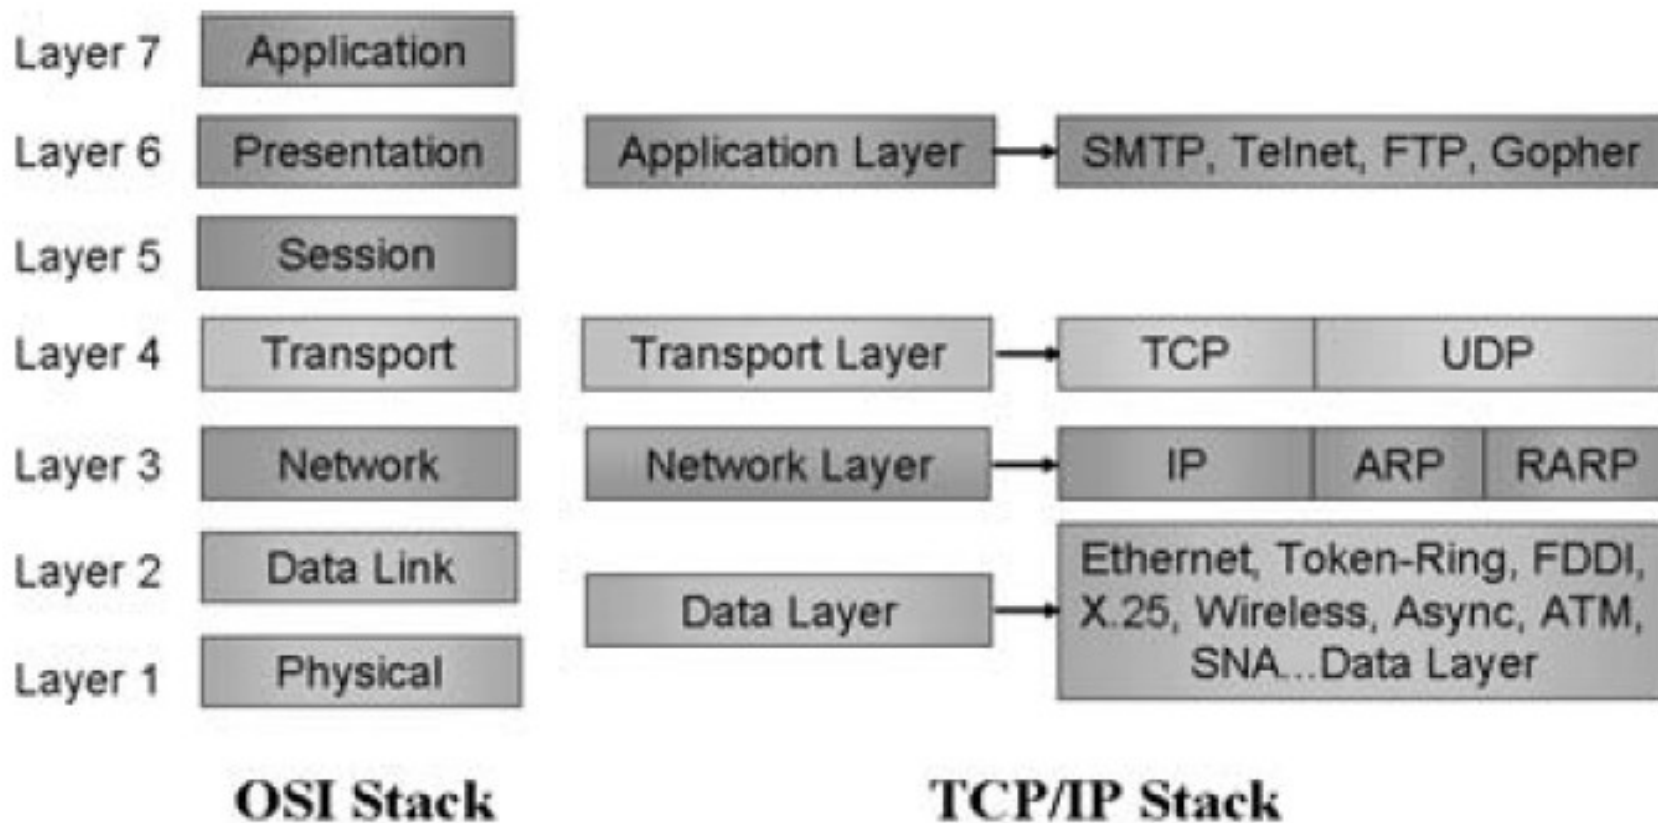 Layer 7 Application
Layer 6 Presentation Application Layer SMTP, Telnet, FTP, Gopher
Layer 5 Session
Layer 4 Transport Transport Layer TCP UDP
Layer 3 Network Network Layer IP ARP RARP
Layer 2 Data Link
Layer 1 Physical
Data Layer
Ethernet, Token-Ring, FDDI,
X.25, Wireless, Async, ATM,
SNA...Data Layer
OSI Stack TCP/IP Stack